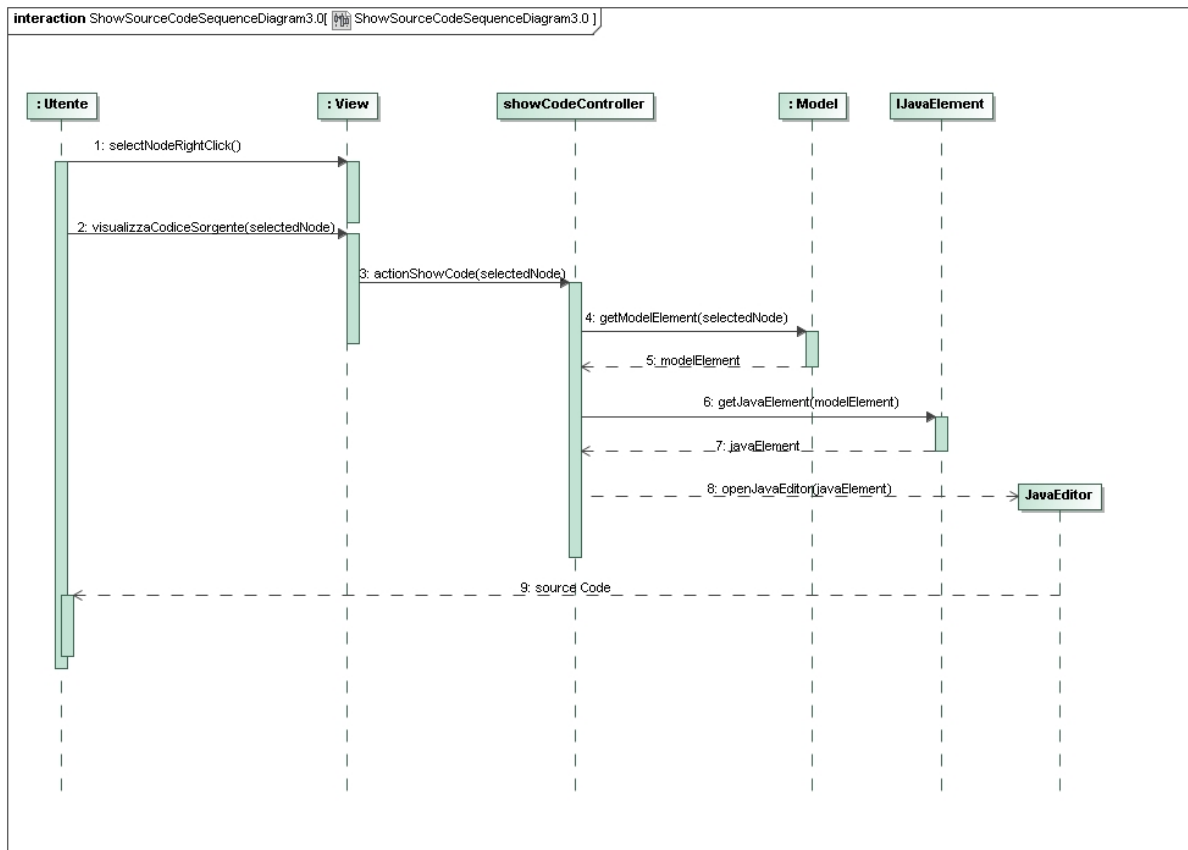 interaction ShowSourceCodeSequenceDiagram3.0[ ShowSourceCodeSequenceDiagram3.0 ]
: Utente
: View
showCodeController
: Model
IJavaElement
1: selectNodeRightClick()
2: visualizzaCodiceSorgente(selectedNode)
3: actionShowCode(selectedNode)
4: getModelElement(selectedNode)
5: modelElement
6: getJavaElement(modelElement)
7: javaElement
8: openJavaEditor(javaElement)
JavaEditor
9: source Code